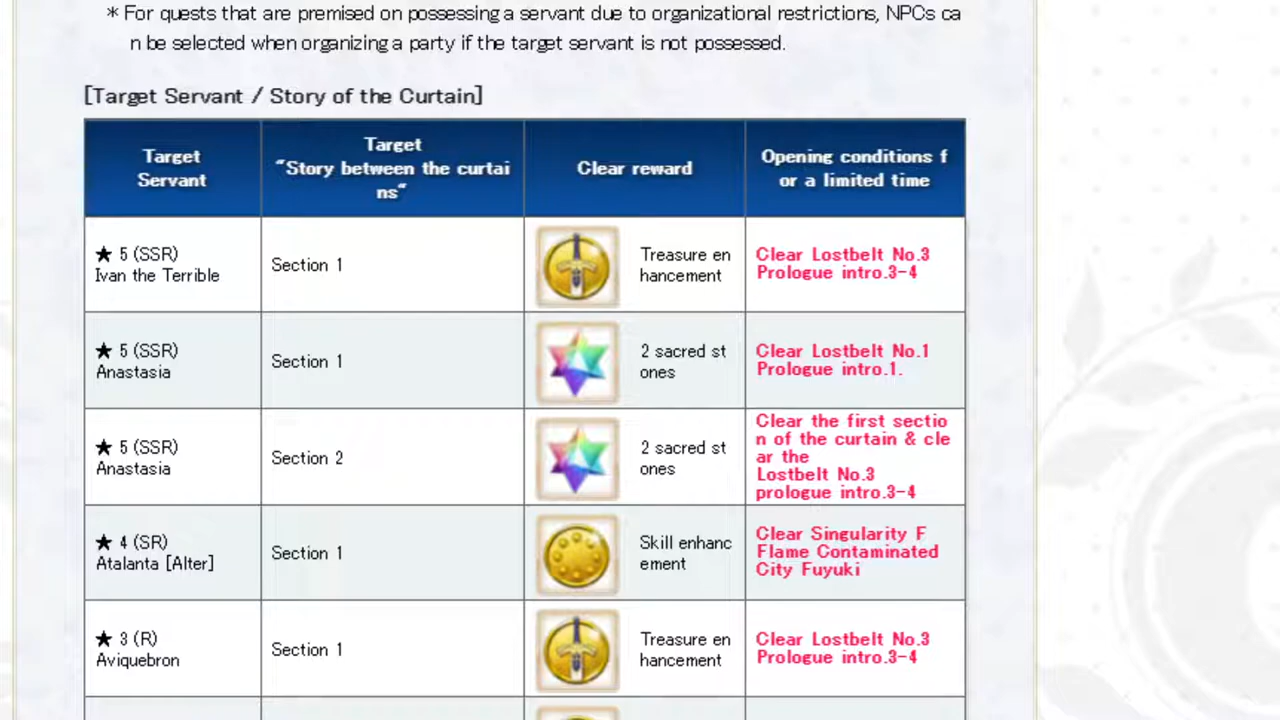 * For quests that are premised on possessing a servant due to organizational restrictions, NPCs ca
n be selected when organizing a party if the target servant is not possessed.
[Target Servant / Story of the Curtain]
Target
Servant
Target
"Story between the curtai
ns"
Clear reward
Opening conditions f
or a limited time
★ 5 (SSR)
Ivan the Terrible
Section 1
Treasure en
hancement
Clear Lostbelt No.3
Prologue intro.3-4
★ 5 (SSR)
Anastasia
Section 1
2 sacred st
ones
Clear Lostbelt No.1
Prologue intro.1.
★ 5 (SSR)
Anastasia
Section 2
2 sacred st
ones
Clear the first sectio
n of the curtain & cle
ar the
Lostbelt No.3
prologue intro.3-4
★ 4 (SR)
Atalanta [Alter]
Section 1
Skill enhanc
ement
Clear Singularity F
Flame Contaminated
City Fuyuki
★ 3 (R)
Aviquebron
Section 1
Treasure en
hancement
Clear Lostbelt No.3
Prologue intro.3-4